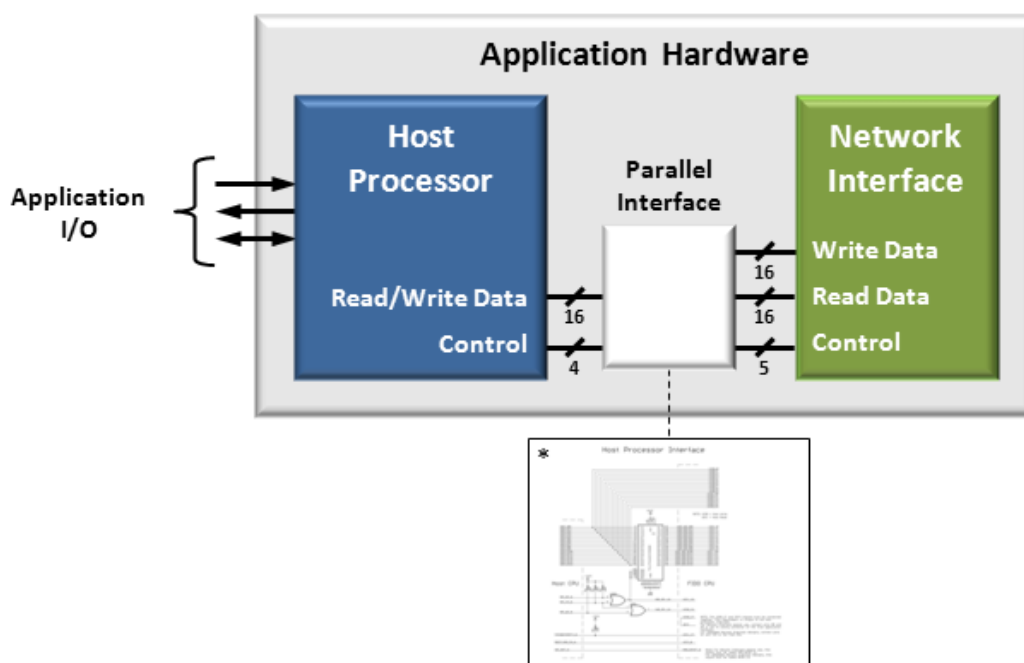 Application Hardware
Host
Processor
Network
Interface
Parallel
Interface
Application
I/O
Write Data
16
Read/Write Data
16
16
Read Data
Control
4
5
Control
*
Host Processor Interface
Host CPU